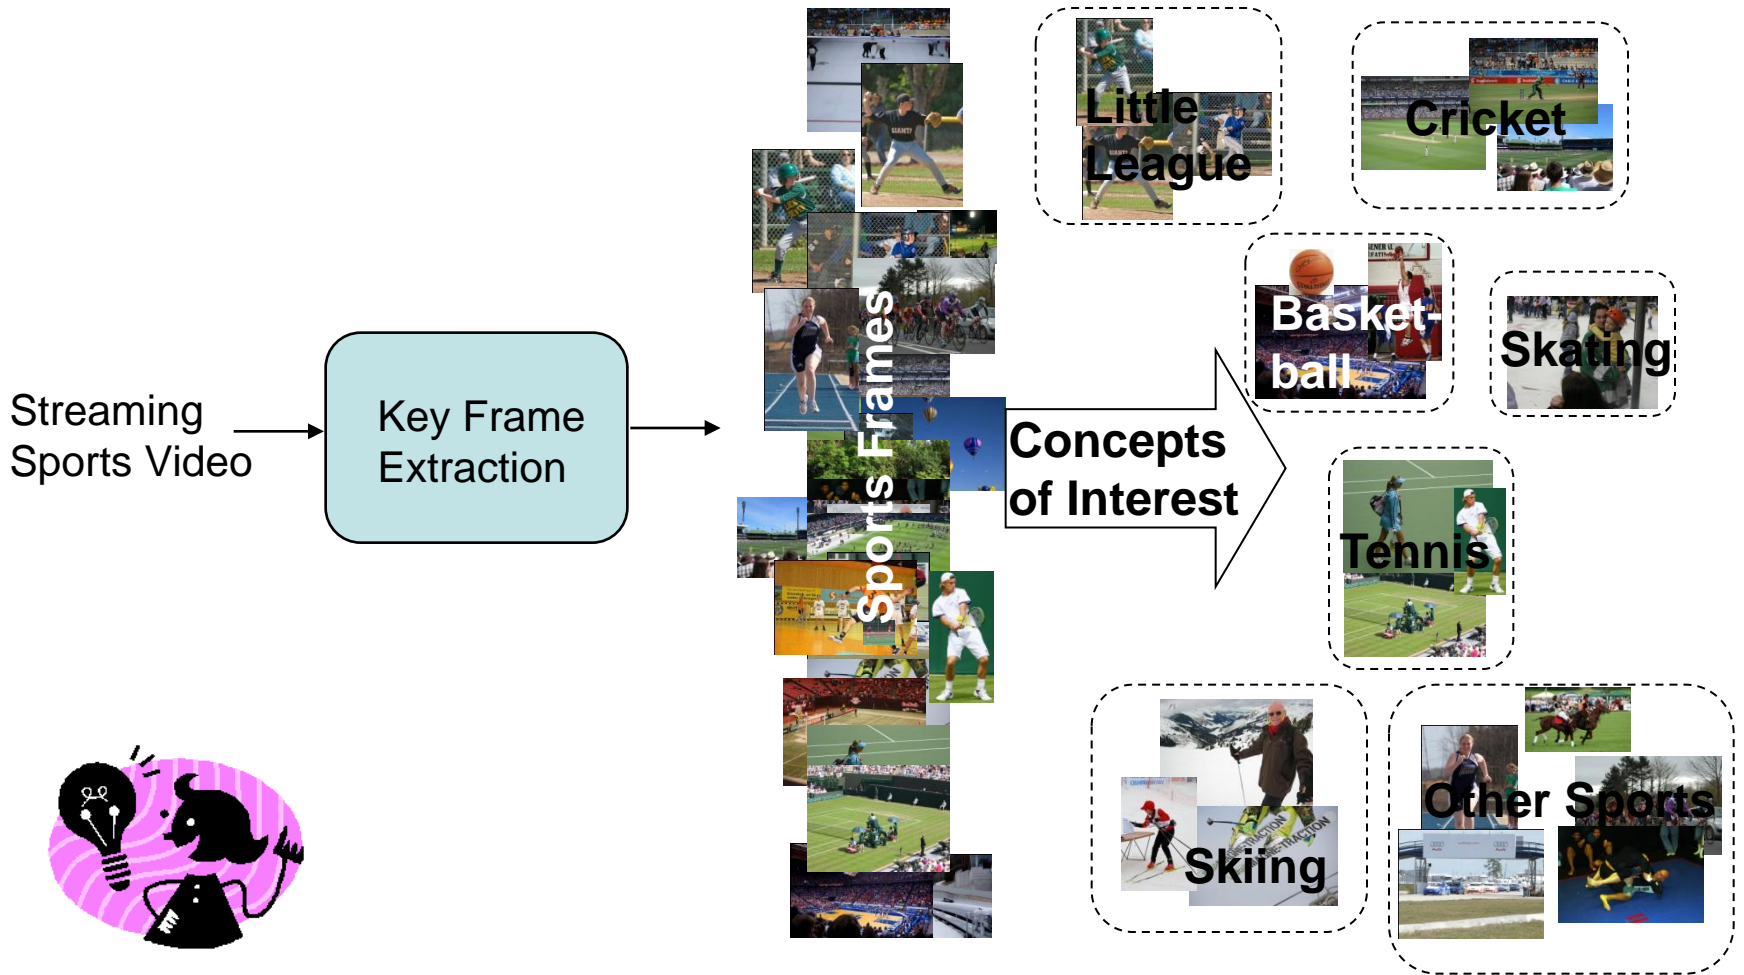 Streaming
Sports Video
Key Frame
Extraction
Sports Frames
GIANTS
Concepts
of Interest
Little
League
Cricket
Basket-
ball
Skating
Tennis
Skiing
Other Sports